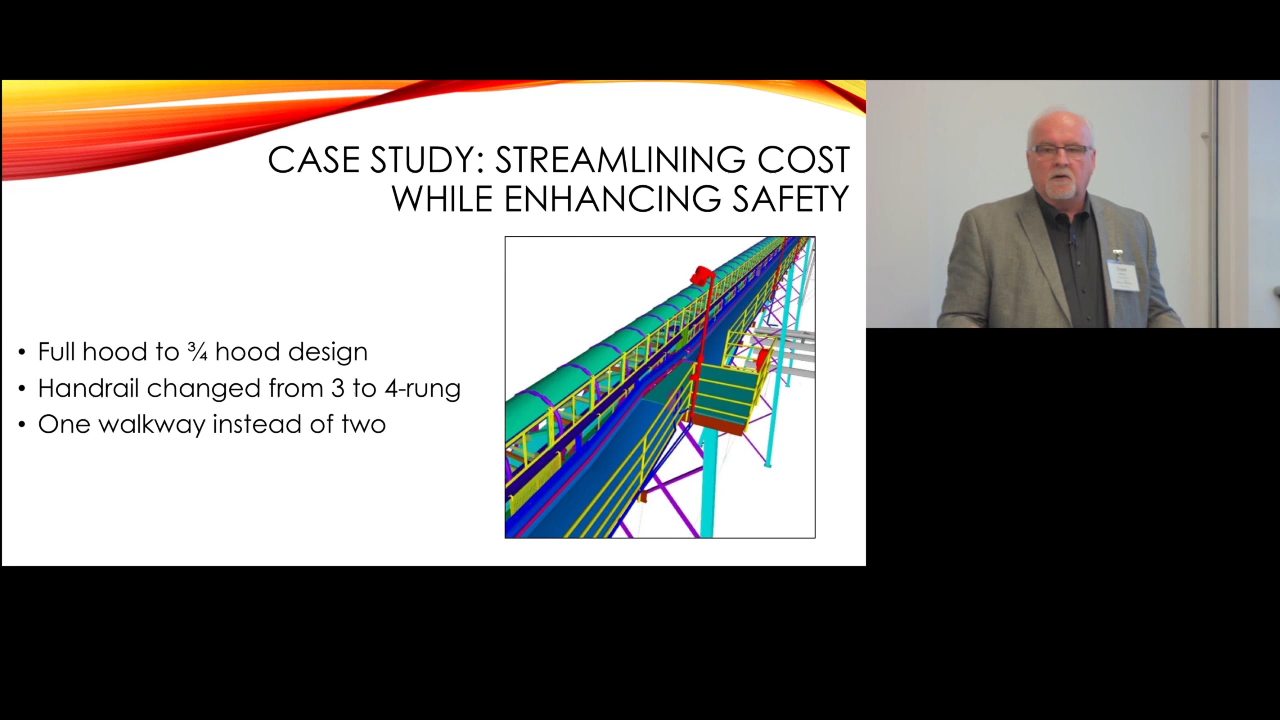 CASE STUDY: STREAMLINING COST
WHILE ENHANCING SAFETY
• Full hood to ¾ hood design
• Handrail changed from 3 to 4-rung
• One walkway instead of two